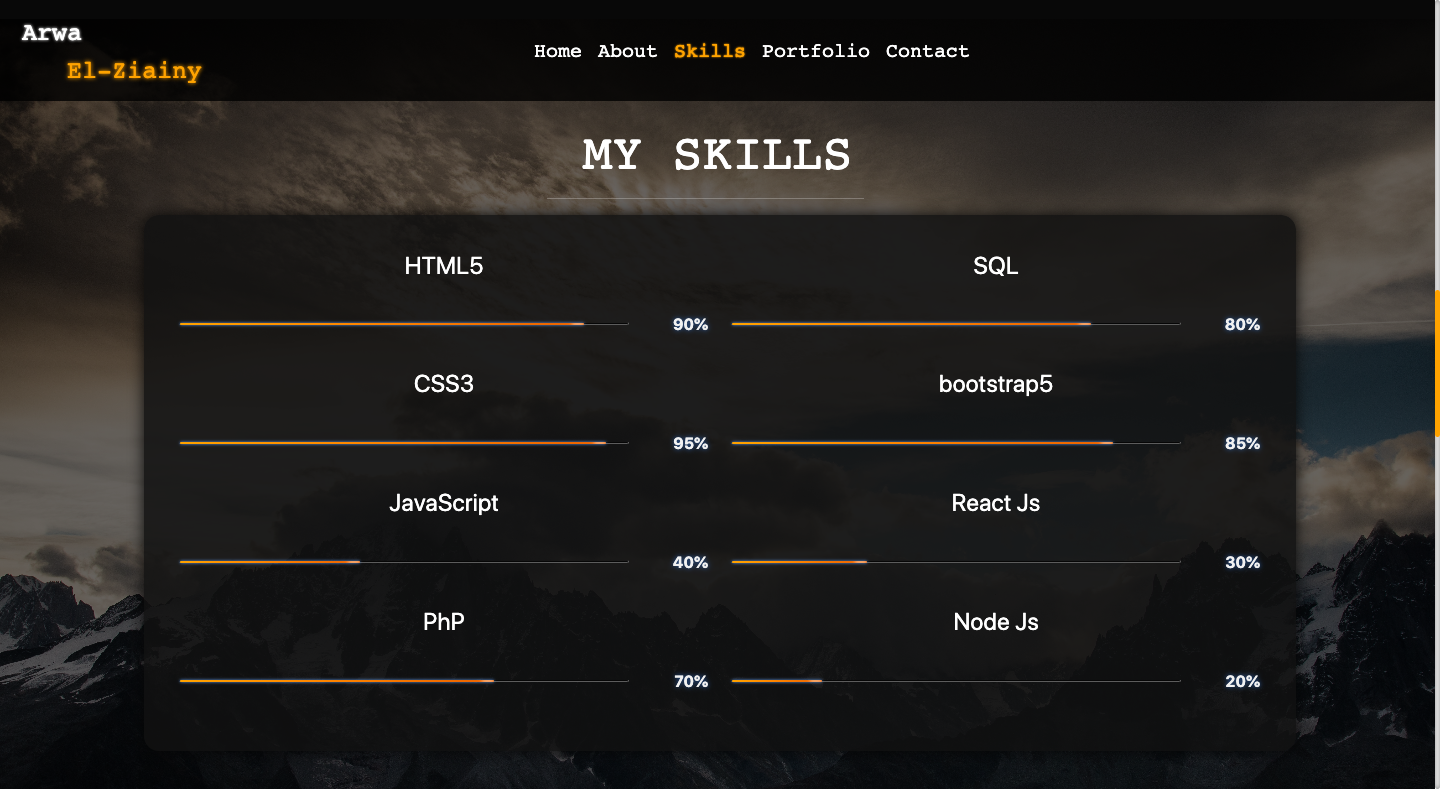 Arwa
El-Ziainy
Home About Skills Portfolio Contact
MY SKILLS
HTML5
90%
SQL
80%
CSS3
95%
bootstrap5
85%
JavaScript
40%
React Js
30%
PhP
70%
Node Js
20%